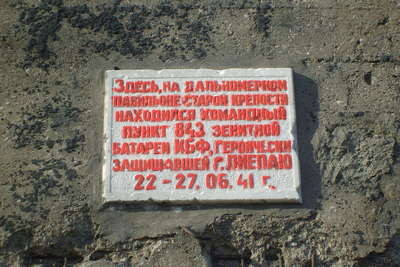 Здесь, на дальномерном
павильоне старой крепости
находился командный
пункт 843 зенитной
батареи КБФ, героически
защищавшей г. Лиепаю
22 – 27. 06. 41 г.